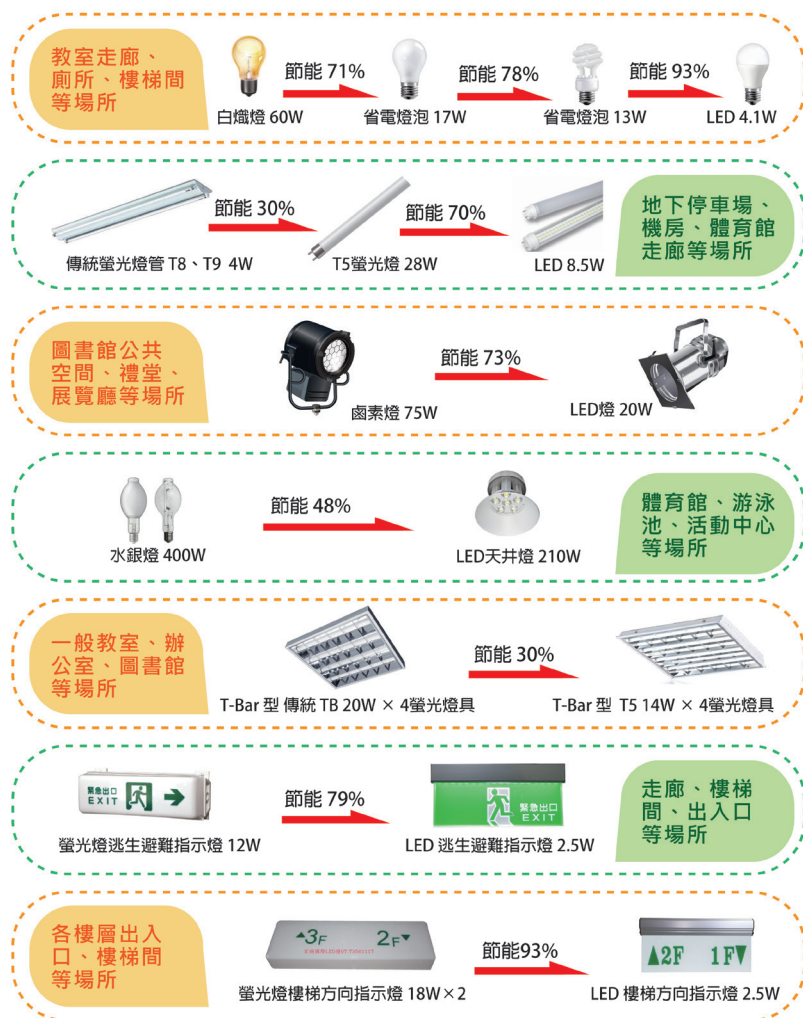 教室走廊、
廁所、樓梯間
等場所
節能 71%
節能 78%
節能 93%
白熾燈 60W
省電燈泡 17W
省電燈泡 13W
LED 4.1W
節能 30%
節能 70%
傳統螢光燈管 T8、T9 4W
T5螢光燈 28W
LED 8.5W
地下停車場、
機房、體育館
走廊等場所
圖書館公共
空間、禮堂、
展覽廳等場所
節能 73%
鹵素燈 75W
LED燈 20W
節能 48%
水銀燈 400W
LED天井燈 210W
體育館、游泳
池、活動中心
等場所
一般教室、辦
公室、圖書館
等場所
節能 30%
T-Bar 型 傳統 TB 20W × 4螢光燈具
T-Bar 型 T5 14W × 4螢光燈具
緊急出口
EXIT
節能 79%
緊急出口
EXIT
螢光燈逃生避難指示燈 12W
LED 逃生避難指示燈 2.5W
走廊、樓梯
間、出入口
等場所
各樓層出入
口、樓梯間
等場所
▲3F 2F▼
節能93%
▲2F 1F▼
螢光燈樓梯方向指示燈 18W×2
LED 樓梯方向指示燈 2.5W